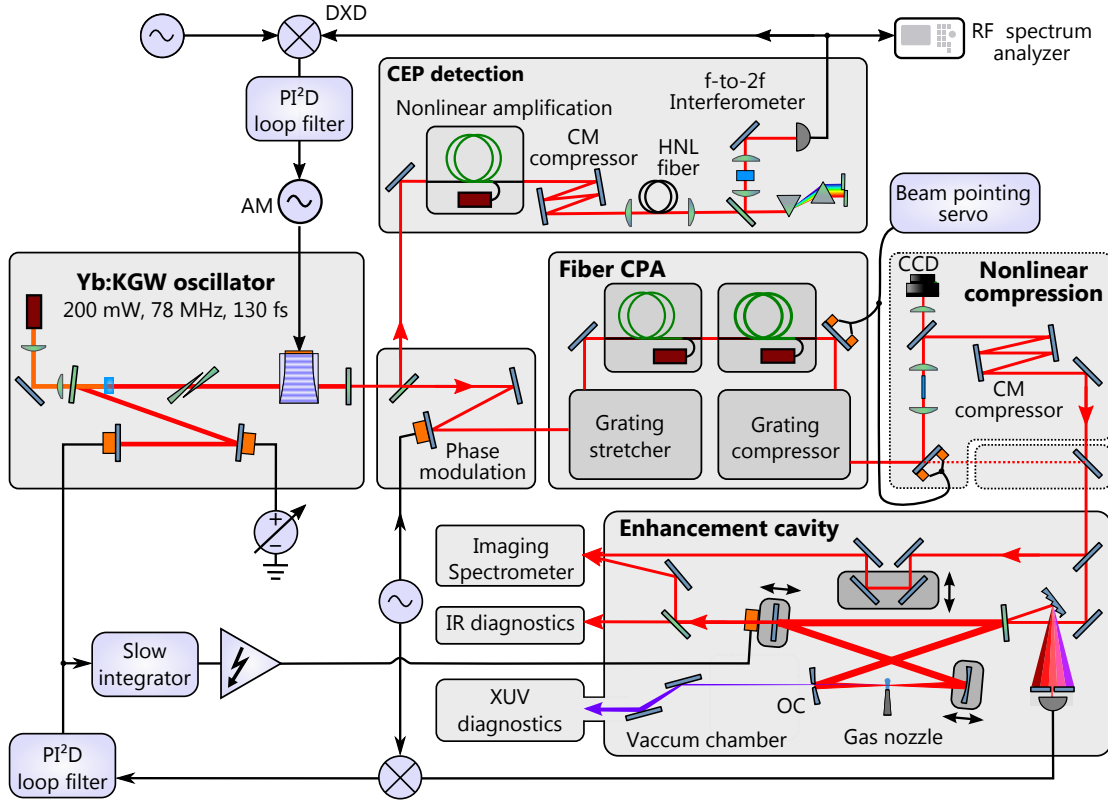 DXD
RF spectrum
analyzer
CEP detection
f-to-2f
Interferometer
PI²D
loop filter
Nonlinear amplification
CM
compressor
HNL
fiber
AM
Beam pointing
servo
Yb:KGW oscillator
200 mW, 78 MHz, 130 fs
Fiber CPA
CCD
Nonlinear
compression
CM
compressor
Grating
stretcher
Grating
compressor
Phase
modulation
+
−
Enhancement cavity
Imaging
Spectrometer
IR diagnostics
Slow
integrator
XUV
diagnostics
OC
Vaccum chamber
Gas nozzle
PI²D
loop filter